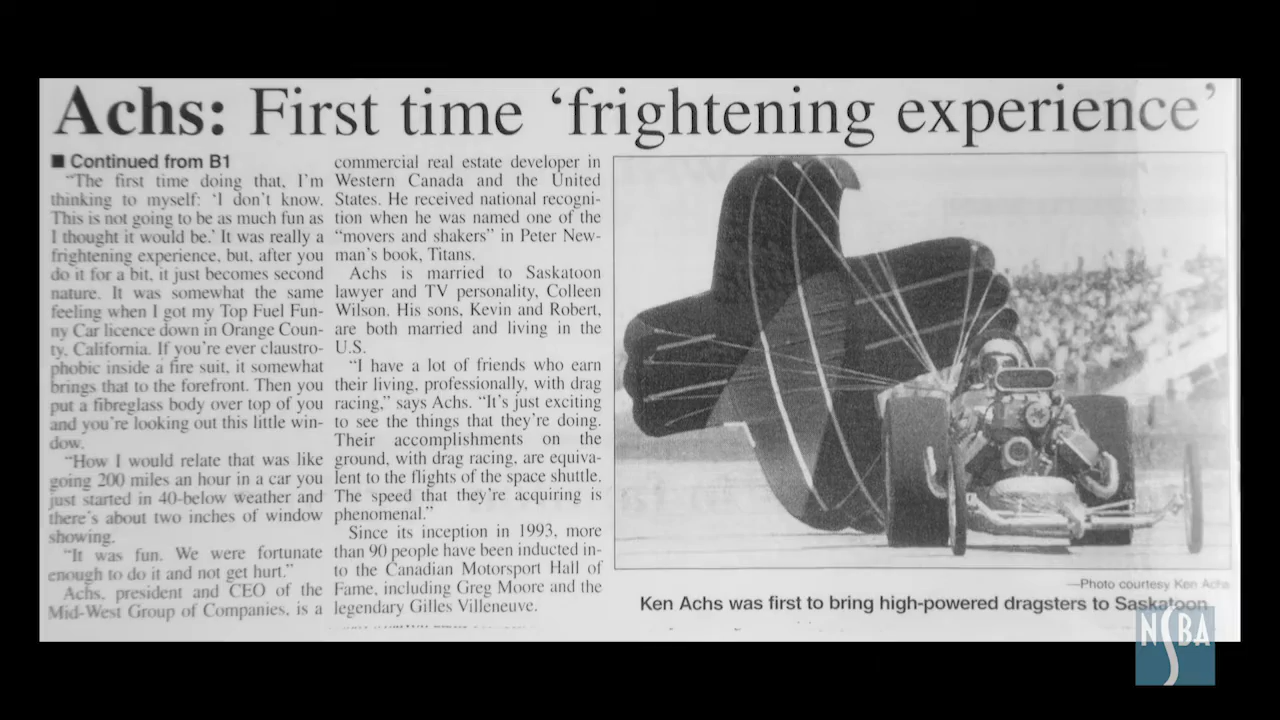 Achs: First time ‘frightening experience’
■ Continued from B1
“The first time doing that, I’m
thinking to myself: ‘I don’t know.
This is not going to be as much fun as
I thought it would be.’ It was really a
frightening experience, but, after you
do it for a bit, it just becomes second
nature. It was somewhat the same
feeling when I got my Top Fuel Fun-
ny Car licence down in Orange Coun-
ty, California. If you’re ever claustro-
phobic inside a fire suit, it somewhat
brings that to the forefront. Then you
put a fibreglass body over top of you
and you’re looking out this little win-
dow.
“How I would relate that was like
going 200 miles an hour in a car you
just started in 40-below weather and
there’s about two inches of window
showing.
“It was fun. We were fortunate
enough to do it and not get hurt.”
Achs, president and CEO of the
Mid-West Group of Companies, is a
commercial real estate developer in
Western Canada and the United
States. He received national recogni-
tion when he was named one of the
“movers and shakers” in Peter New-
man’s book, Titans.
Achs is married to Saskatoon
lawyer and TV personality, Colleen
Wilson. His sons, Kevin and Robert,
are both married and living in the
U.S.
“I have a lot of friends who earn
their living, professionally, with drag
racing,” says Achs. “It’s just exciting
to see the things that they’re doing.
Their accomplishments on the
ground, with drag racing, are equiva-
lent to the flights of the space shuttle.
The speed that they’re acquiring is
phenomenal.”
Since its inception in 1993, more
than 90 people have been inducted in-
to the Canadian Motorsport Hall of
Fame, including Greg Moore and the
legendary Gilles Villeneuve.
—Photo courtesy Ken Achs
Ken Achs was first to bring high-powered dragsters to Saskatoon
NSBA